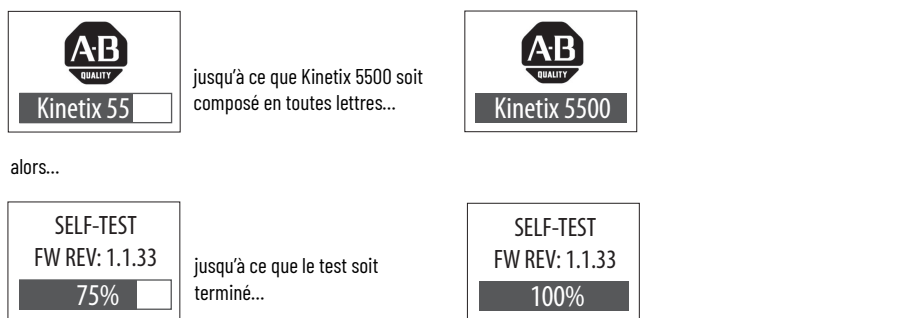 A·B
QUALITY
Kinetix 55
jusqu'à ce que Kinetix 5500 soit
composé en toutes lettres...
A·B
QUALITY
Kinetix 5500
alors...
SELF-TEST
FW REV: 1.1.33
75%
jusqu'à ce que le test soit
terminé...
SELF-TEST
FW REV: 1.1.33
100%